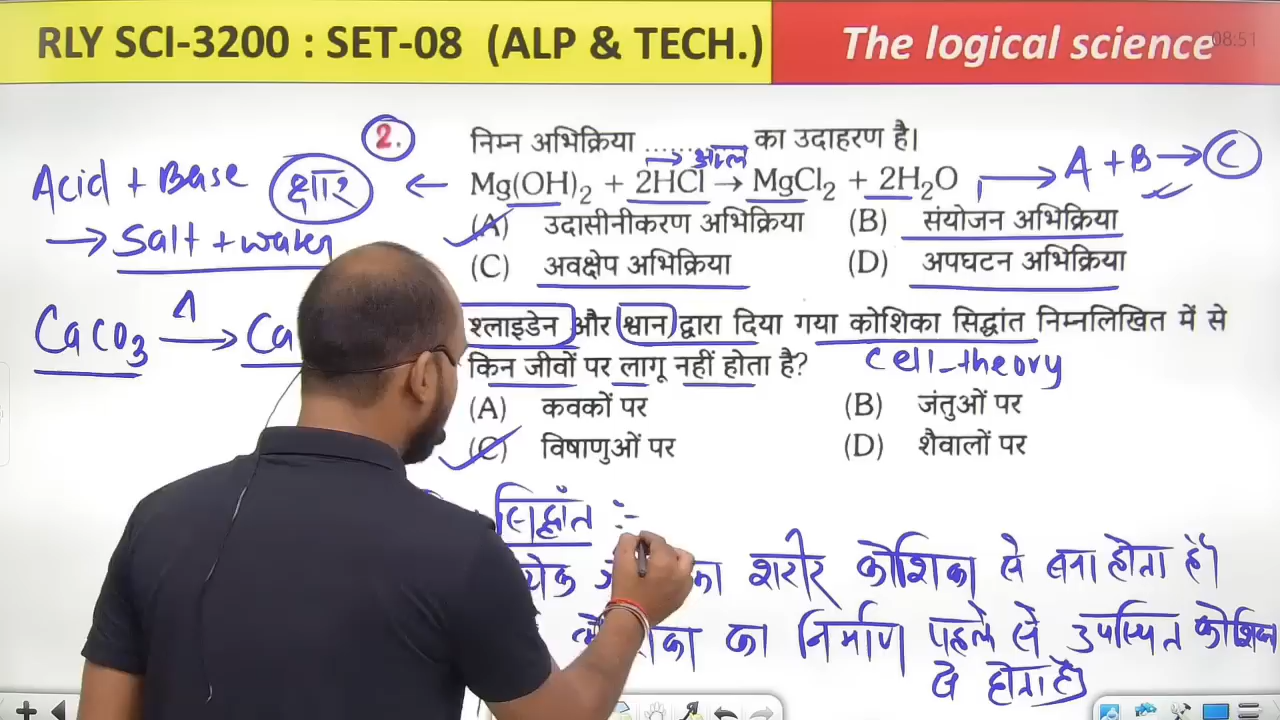 RLY SCI-3200 : SET-08 (ALP & TECH.)
The logical science
08:51
2.
निम्न अभिक्रिया ........ का उदाहरण है।
अम्ल
Mg(OH)₂ + 2HCl → MgCl₂ + 2H₂O
(A) उदासीनीकरण अभिक्रिया (B) संयोजन अभिक्रिया
(C) अवक्षेप अभिक्रिया (D) अपघटन अभिक्रिया
A + B → C
Acid + Base क्षार ←
→ Salt + water
CaCO₃ Δ → Ca
श्लाइडेन और श्वान द्वारा दिया गया कोशिका सिद्धांत निम्नलिखित में से
किन जीवों पर लागू नहीं होता है?
cell-theory
(A) कवकों पर (B) जंतुओं पर
(C) विषाणुओं पर (D) शैवालों पर
सिद्धांत :-
का शरीर कोशिका से बना होता है।
का निर्माण पहले से उपस्थित कोशिका
से होता है।